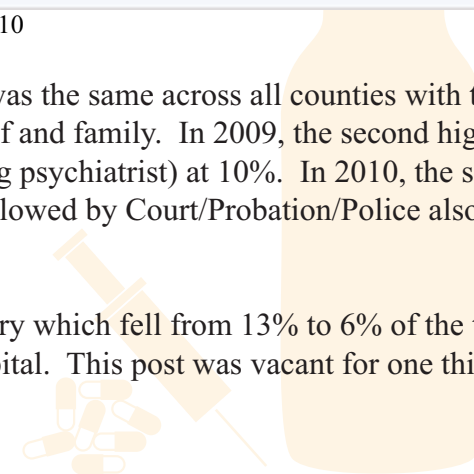 10
was the same across all counties with
f and family. In 2009, the second hig
g psychiatrist) at 10%. In 2010, the s
lowed by Court/Probation/Police also
ry which fell from 13% to 6% of the
ital. This post was vacant for one thi